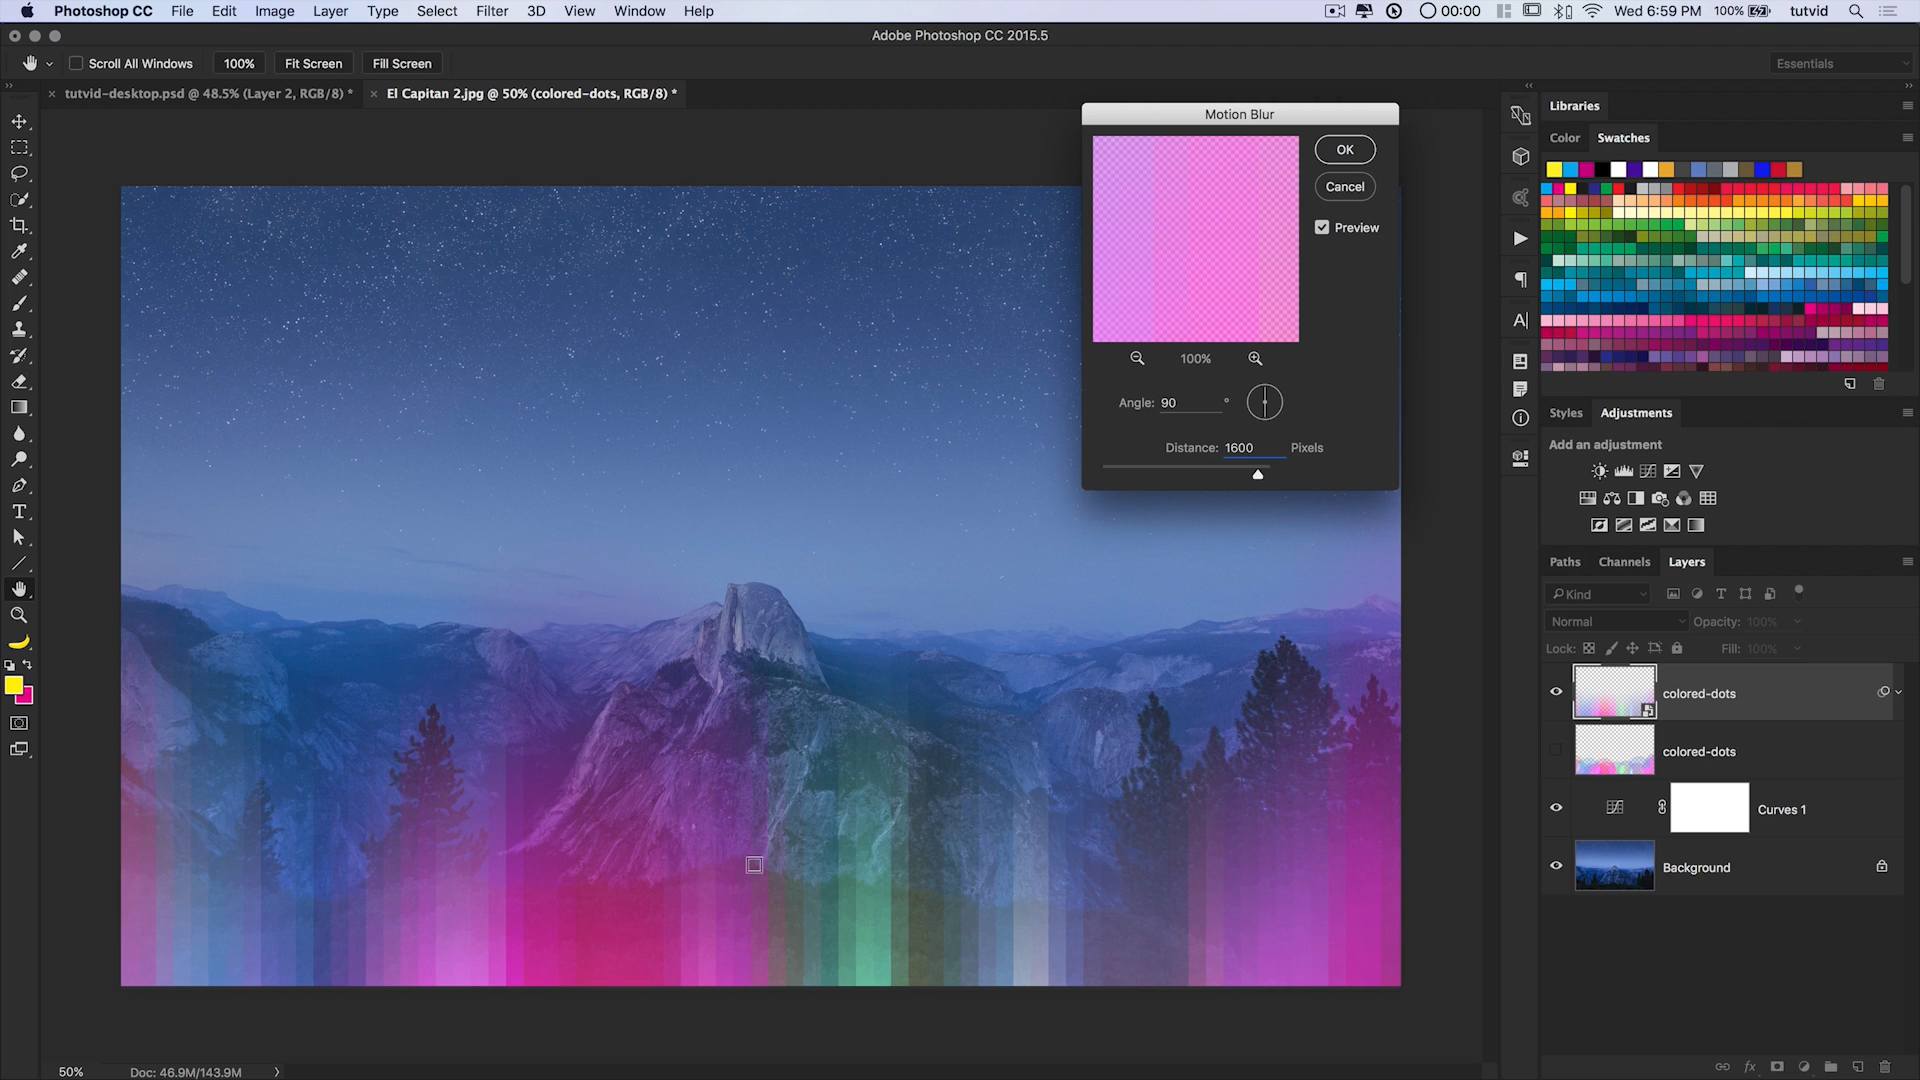 Photoshop CC File Edit Image Layer Type Select Filter 3D View Window Help 00:00 Wed 6:59 PM 100% tutvid
Adobe Photoshop CC 2015.5
Scroll All Windows 100% Fit Screen Fill Screen Essentials
tutvid-desktop.psd @ 48.5% (Layer 2, RGB/8) * El Capitan 2.jpg @ 50% (colored-dots, RGB/8) *
Motion Blur
OK
Cancel
Preview
100%
Angle: 90 °
Distance: 1600 Pixels
Libraries
Color Swatches
Styles Adjustments
Add an adjustment
Paths Channels Layers
Kind
Normal Opacity: 100%
Lock: Fill: 100%
colored-dots
colored-dots
Curves 1
Background
50% Doc: 46.9M/143.9M